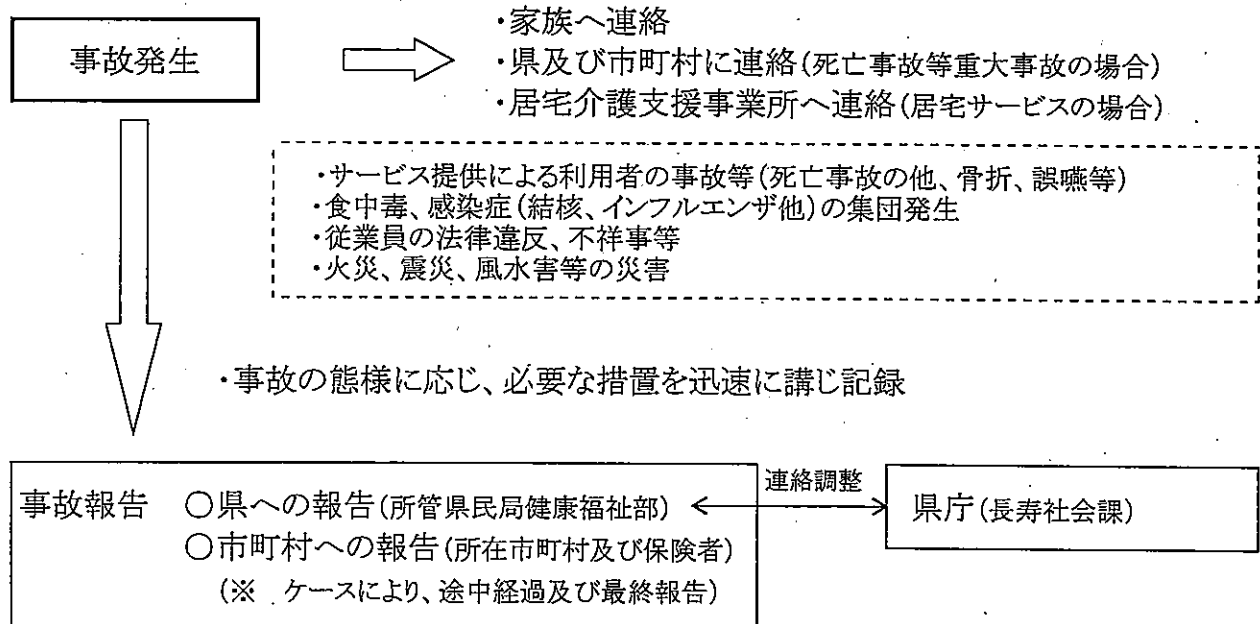 事故発生
・家族へ連絡
・県及び市町村に連絡(死亡事故等重大事故の場合)
・居宅介護支援事業所へ連絡(居宅サービスの場合)
・サービス提供による利用者の事故等(死亡事故の他、骨折、誤嚥等)
・食中毒、感染症(結核、インフルエンザ他)の集団発生
・従業員の法律違反、不祥事等
・火災、震災、風水害等の災害
・事故の態様に応じ、必要な措置を迅速に講じ記録
事故報告 ○県への報告(所管県民局健康福祉部)
○市町村への報告(所在市町村及び保険者)
(※ ケースにより、途中経過及び最終報告)
連絡調整
県庁(長寿社会課)